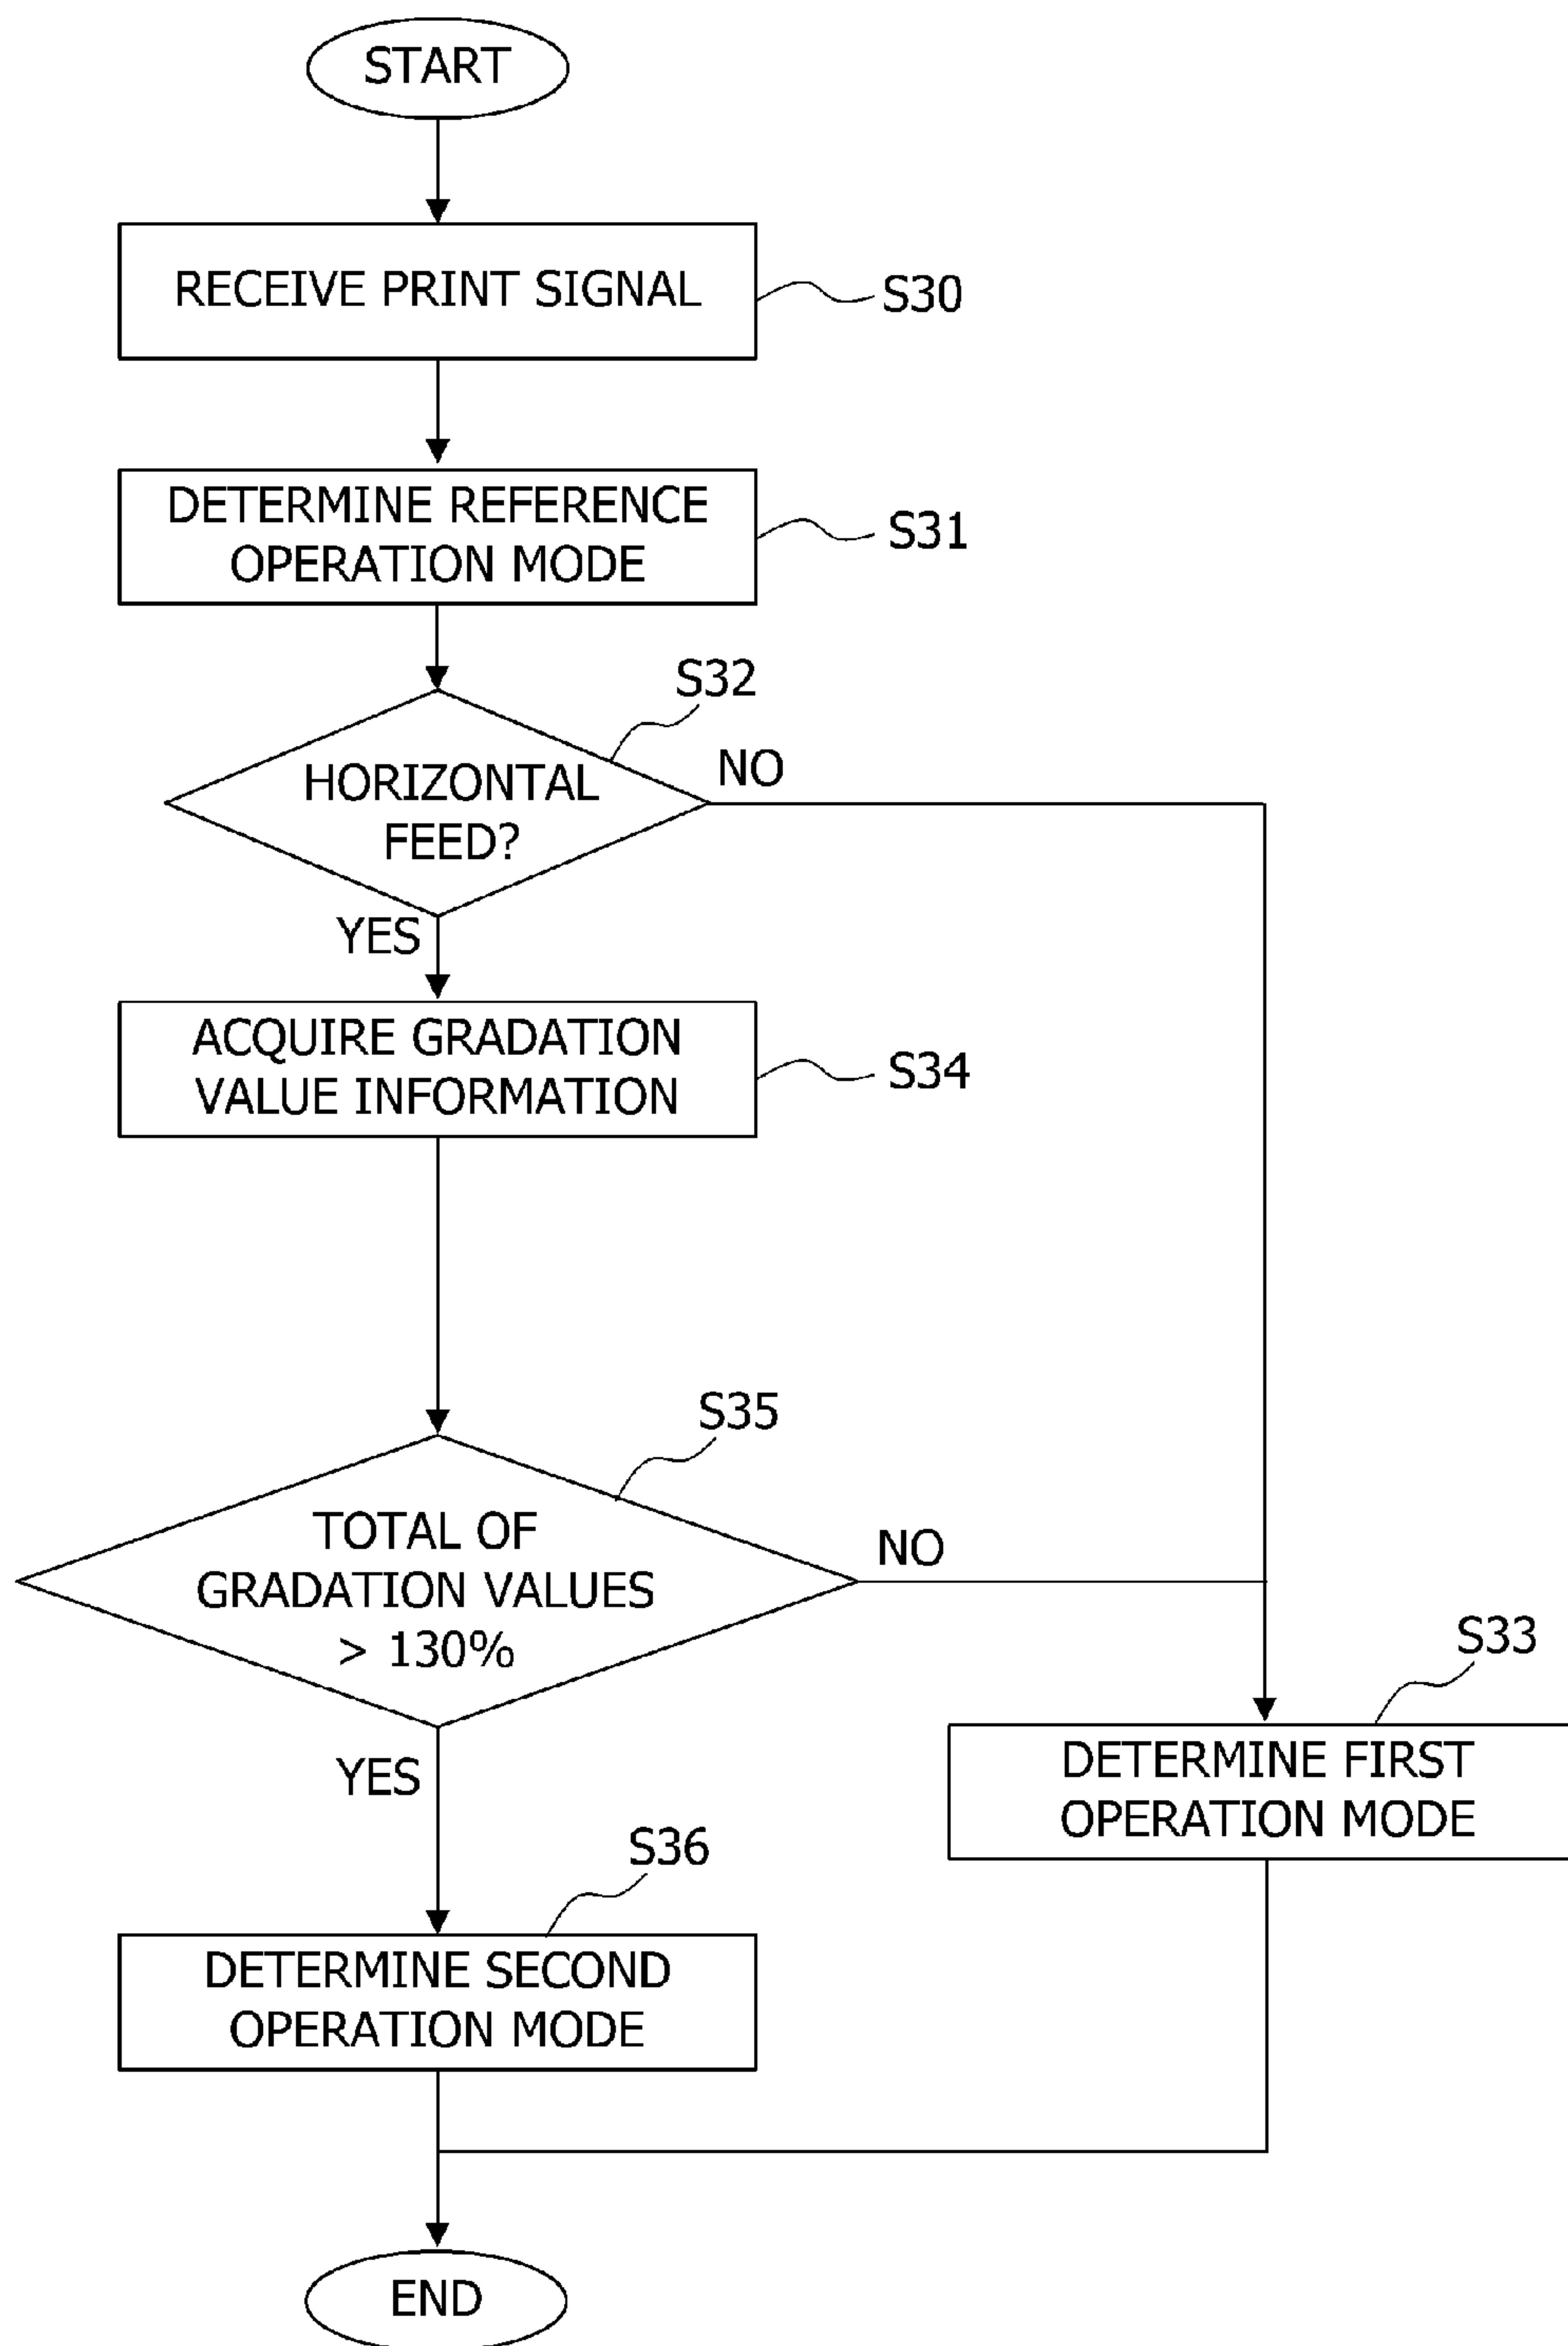 START
RECEIVE PRINT SIGNAL
S30
DETERMINE REFERENCE
OPERATION MODE
S31
S32
HORIZONTAL
FEED?
NO
YES
ACQUIRE GRADATION
VALUE INFORMATION
S34
S35
TOTAL OF
GRADATION VALUES
> 130%
NO
YES
S33
DETERMINE FIRST
OPERATION MODE
S36
DETERMINE SECOND
OPERATION MODE
END